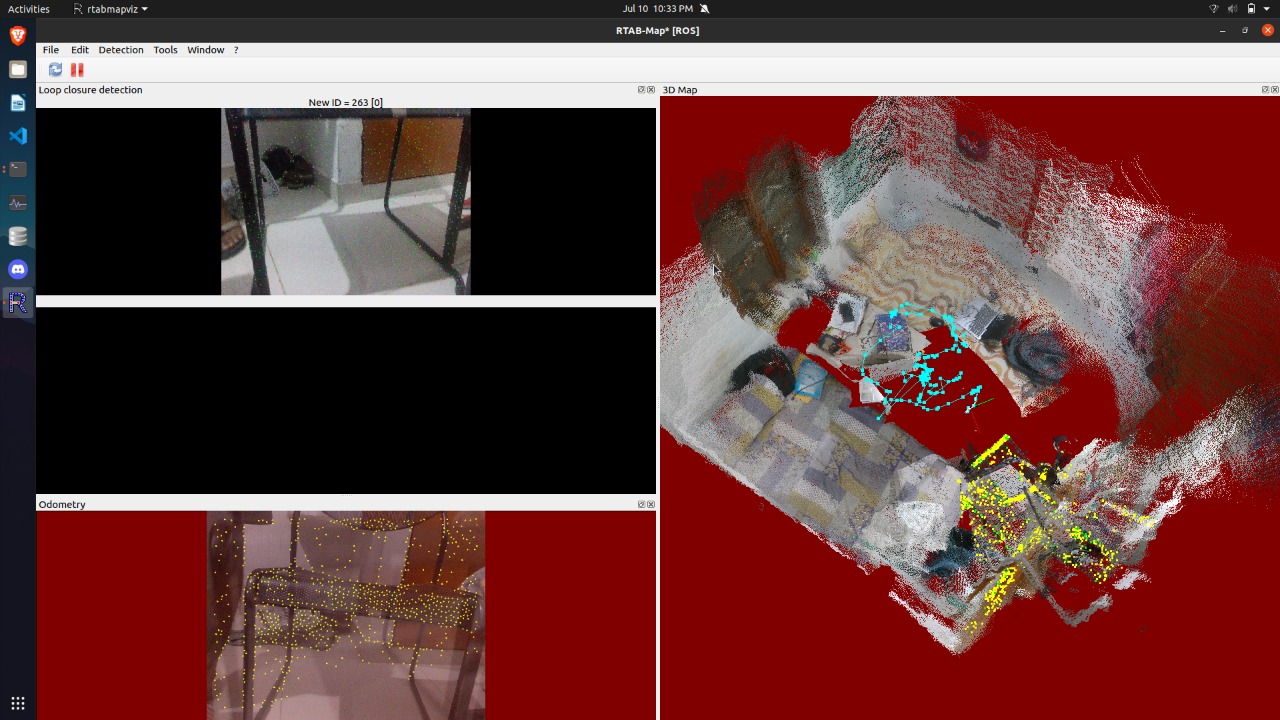 Activities
rtabmapviz
Jul 10 10:33 PM
RTAB-Map* [ROS]
File Edit Detection Tools Window ?
Loop closure detection
New ID = 263 [0]
3D Map
Odometry